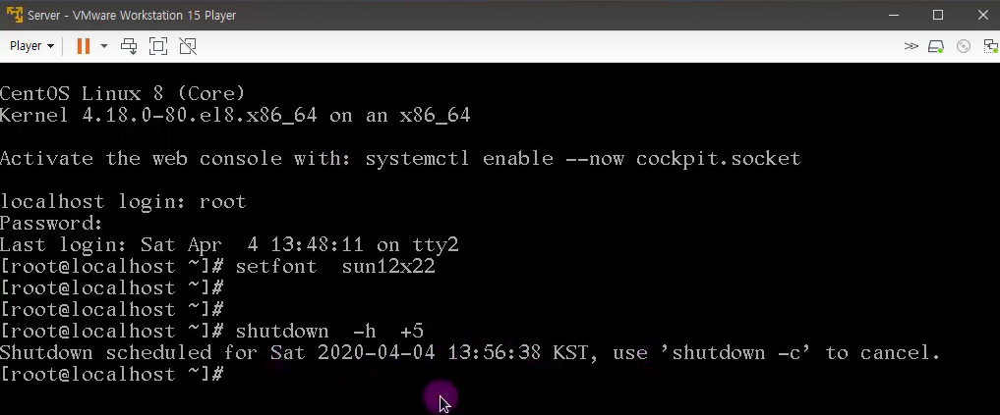 Server - VMware Workstation 15 Player
Player
CentOS Linux 8 (Core)
Kernel 4.18.0-80.el8.x86_64 on an x86_64
Activate the web console with: systemctl enable --now cockpit.socket
localhost login: root
Password:
Last login: Sat Apr  4 13:48:11 on tty2
[root@localhost ~]# setfont  sun12x22
[root@localhost ~]#
[root@localhost ~]#
[root@localhost ~]# shutdown  -h  +5
Shutdown scheduled for Sat 2020-04-04 13:56:38 KST, use 'shutdown -c' to cancel.
[root@localhost ~]#